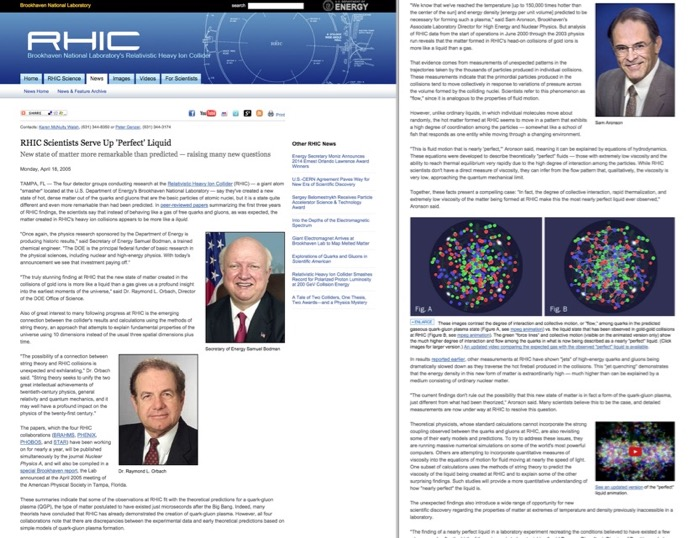 Brookhaven National Laboratory
search
U.S. DEPARTMENT OF
ENERGY
RHIC
Brookhaven National Laboratory's Relativistic Heavy Ion Collider
Home
RHIC Science
News
Images
Videos
For Scientists
News Home
News & Feature Archive
SHARE
Print
Contacts: Karen McNulty Walsh, (631) 344-8350 or Peter Genzer, (631) 344-3174
RHIC Scientists Serve Up 'Perfect' Liquid
New state of matter more remarkable than predicted — raising many new questions
Monday, April 18, 2005
TAMPA, FL — The four detector groups conducting research at the Relativistic Heavy Ion Collider (RHIC) — a giant atom
"smasher" located at the U.S. Department of Energy's Brookhaven National Laboratory — say they've created a new
state of hot, dense matter out of the quarks and gluons that are the basic particles of atomic nuclei, but it is a state quite
different and even more remarkable than had been predicted. In peer-reviewed papers summarizing the first three years
of RHIC findings, the scientists say that instead of behaving like a gas of free quarks and gluons, as was expected, the
matter created in RHIC's heavy ion collisions appears to be more like a liquid.
"Once again, the physics research sponsored by the Department of Energy is
producing historic results," said Secretary of Energy Samuel Bodman, a trained
chemical engineer. "The DOE is the principal federal funder of basic research in
the physical sciences, including nuclear and high-energy physics. With today's
announcement we see that investment paying off."
"The truly stunning finding at RHIC that the new state of matter created in the
collisions of gold ions is more like a liquid than a gas gives us a profound insight
into the earliest moments of the universe," said Dr. Raymond L. Orbach, Director
of the DOE Office of Science.
Also of great interest to many following progress at RHIC is the emerging
connection between the collider's results and calculations using the methods of
string theory, an approach that attempts to explain fundamental properties of the
universe using 10 dimensions instead of the usual three spatial dimensions plus
time.
Secretary of Energy Samuel Bodman
"The possibility of a connection between
string theory and RHIC collisions is
unexpected and exhilarating," Dr. Orbach
said. "String theory seeks to unify the two
great intellectual achievements of
twentieth-century physics, general
relativity and quantum mechanics, and it
may well have a profound impact on the
physics of the twenty-first century."
The papers, which the four RHIC
collaborations (BRAHMS, PHENIX,
PHOBOS, and STAR) have been working
on for nearly a year, will be published
simultaneously by the journal Nuclear
Physics A, and will also be compiled in a
special Brookhaven report, the Lab
announced at the April 2005 meeting of
the American Physical Society in Tampa, Florida.
Dr. Raymond L. Orbach
These summaries indicate that some of the observations at RHIC fit with the theoretical predictions for a quark-gluon
plasma (QGP), the type of matter postulated to have existed just microseconds after the Big Bang. Indeed, many
theorists have concluded that RHIC has already demonstrated the creation of quark-gluon plasma. However, all four
collaborations note that there are discrepancies between the experimental data and early theoretical predictions based on
simple models of quark-gluon plasma formation.
Other RHIC News
Energy Secretary Moniz Announces
2014 Ernest Orlando Lawrence Award
Winners
U.S.-CERN Agreement Paves Way for
New Era of Scientific Discovery
Sergey Belomestnykh Receives Particle
Accelerator Science & Technology
Award
Into the Depths of the Electromagnetic
Spectrum
Giant Electromagnet Arrives at
Brookhaven Lab to Map Melted Matter
Explorations of Quarks and Gluons in
Scientific American
Relativistic Heavy Ion Collider Smashes
Record for Polarized Proton Luminosity
at 200 GeV Collision Energy
A Tale of Two Colliders, One Thesis,
Two Awards—and a Physics Mystery
"We know that we've reached the temperature [up to 150,000 times hotter
than the center of the sun] and energy density [energy per unit volume] predicted to be
necessary for forming such a plasma," said Sam Aronson, Brookhaven's
Associate Laboratory Director for High Energy and Nuclear Physics. But analysis
of RHIC data from the start of operations in June 2000 through the 2003 physics
run reveals that the matter formed in RHIC's head-on collisions of gold ions is
more like a liquid than a gas.
That evidence comes from measurements of unexpected patterns in the
trajectories taken by the thousands of particles produced in individual collisions.
These measurements indicate that the primordial particles produced in the
collisions tend to move collectively in response to variations of pressure across
the volume formed by the colliding nuclei. Scientists refer to this phenomenon as
"flow," since it is analogous to the properties of fluid motion.
However, unlike ordinary liquids, in which individual molecules move about
randomly, the hot matter formed at RHIC seems to move in a pattern that exhibits
a high degree of coordination among the particles — somewhat like a school of
fish that responds as one entity while moving through a changing environment.
Sam Aronson
"This is fluid motion that is nearly 'perfect,'" Aronson said, meaning it can be explained by equations of hydrodynamics.
These equations were developed to describe theoretically "perfect" fluids — those with extremely low viscosity and the
ability to reach thermal equilibrium very rapidly due to the high degree of interaction among the particles. While RHIC
scientists don't have a direct measure of viscosity, they can infer from the flow pattern that, qualitatively, the viscosity is
very low, approaching the quantum mechanical limit.
Together, these facts present a compelling case: "In fact, the degree of collective interaction, rapid thermalization, and
extremely low viscosity of the matter being formed at RHIC make this the most nearly perfect liquid ever observed,"
Aronson said.
Fig. A
Fig. B
ENLARGE These images contrast the degree of interaction and collective motion, or "flow," among quarks in the predicted
gaseous quark-gluon plasma state (Figure A, see mpeg animation) vs. the liquid state that has been observed in gold-gold collisions
at RHIC (Figure B, see mpeg animation). The green "force lines" and collective motion (visible on the animated version only) show
the much higher degree of interaction and flow among the quarks in what is now being described as a nearly "perfect" liquid. (Click
images for larger version.) An updated video comparing the expected gas with the observed "perfect" liquid is available.
In results reported earlier, other measurements at RHIC have shown "jets" of high-energy quarks and gluons being
dramatically slowed down as they traverse the hot fireball produced in the collisions. This "jet quenching" demonstrates
that the energy density in this new form of matter is extraordinarily high — much higher than can be explained by a
medium consisting of ordinary nuclear matter.
"The current findings don't rule out the possibility that this new state of matter is in fact a form of the quark-gluon plasma,
just different from what had been theorized," Aronson said. Many scientists believe this to be the case, and detailed
measurements are now under way at RHIC to resolve this question.
Theoretical physicists, whose standard calculations cannot incorporate the strong
coupling observed between the quarks and gluons at RHIC, are also revisiting
some of their early models and predictions. To try to address these issues, they
are running massive numerical simulations on some of the world's most powerful
computers. Others are attempting to incorporate quantitative measures of
viscosity into the equations of motion for fluid moving at nearly the speed of light.
One subset of calculations uses the methods of string theory to predict the
viscosity of the liquid being created at RHIC and to explain some of the other
surprising findings. Such studies will provide a more quantitative understanding of
how "nearly perfect" the liquid is.
See an updated version of the "perfect"
liquid animation.
The unexpected findings also introduce a wide range of opportunity for new
scientific discovery regarding the properties of matter at extremes of temperature and density previously inaccessible in a
laboratory.
"The finding of a nearly perfect liquid in a laboratory experiment recreating the conditions believed to have existed a few